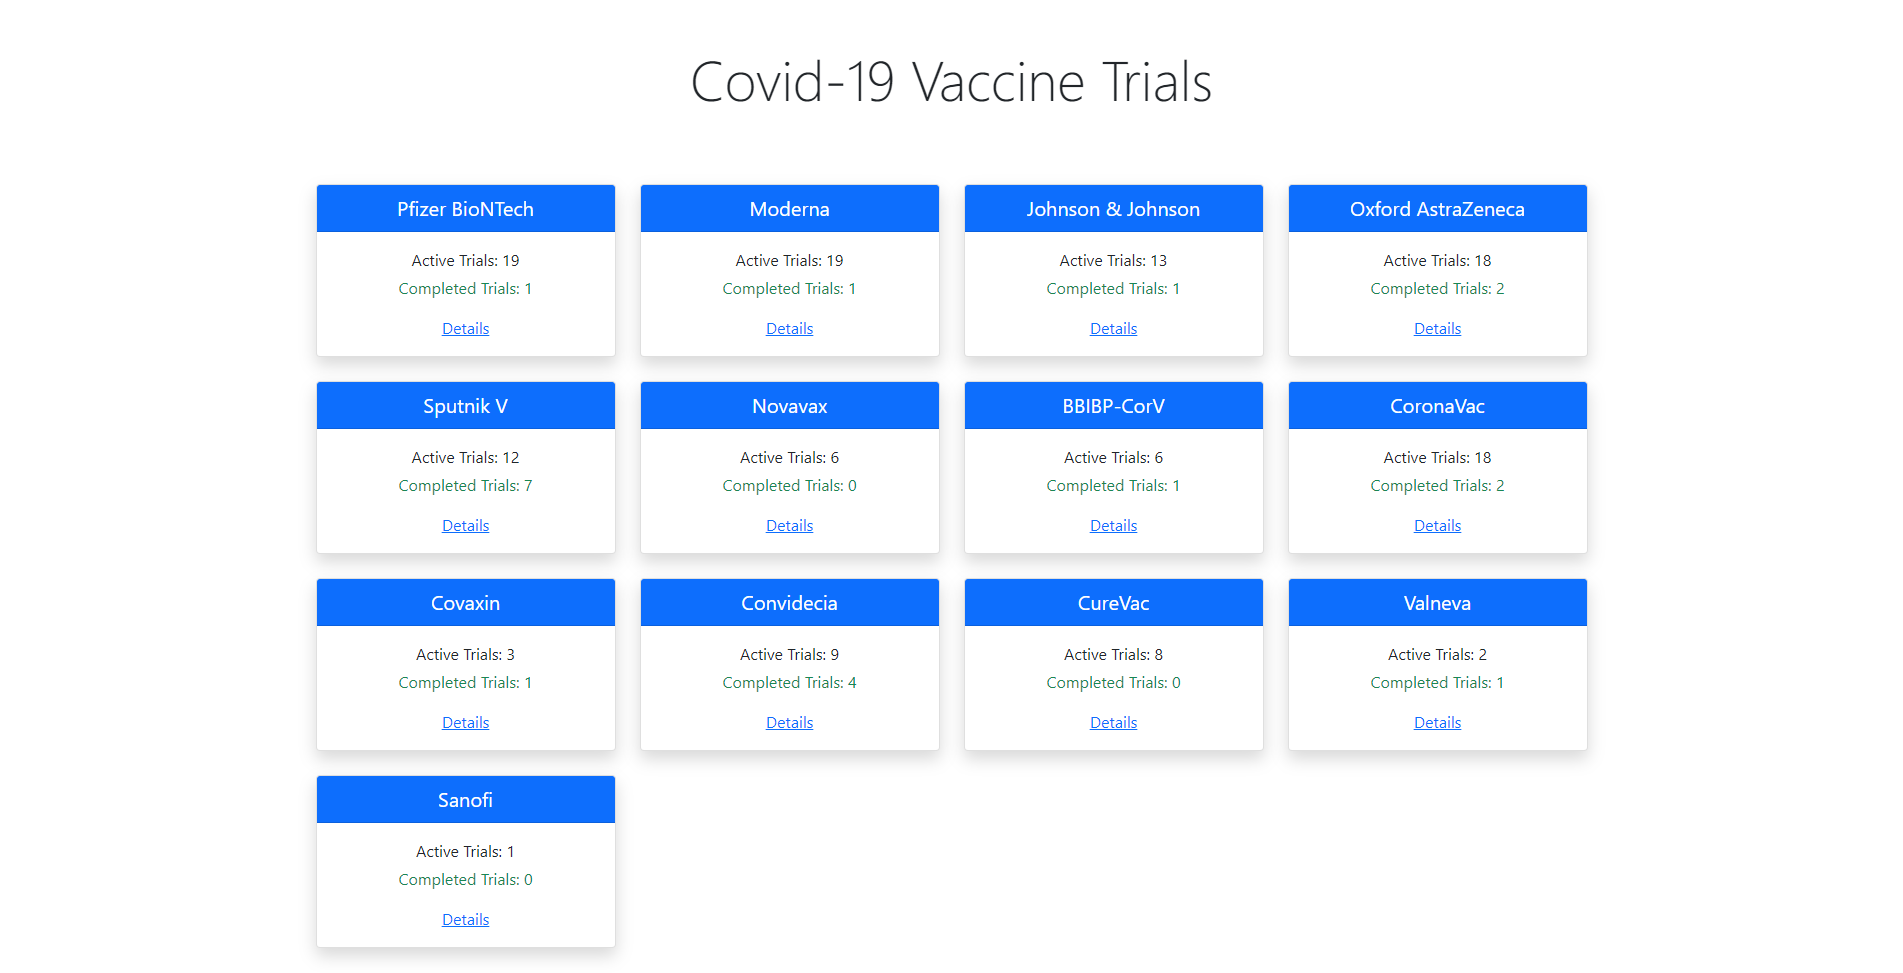 Covid-19 Vaccine Trials
Pfizer BioNTech
Active Trials: 19
Completed Trials: 1
Details
Moderna
Active Trials: 19
Completed Trials: 1
Details
Johnson & Johnson
Active Trials: 13
Completed Trials: 1
Details
Oxford AstraZeneca
Active Trials: 18
Completed Trials: 2
Details
Sputnik V
Active Trials: 12
Completed Trials: 7
Details
Novavax
Active Trials: 6
Completed Trials: 0
Details
BBIBP-CorV
Active Trials: 6
Completed Trials: 1
Details
CoronaVac
Active Trials: 18
Completed Trials: 2
Details
Covaxin
Active Trials: 3
Completed Trials: 1
Details
Convidecia
Active Trials: 9
Completed Trials: 4
Details
CureVac
Active Trials: 8
Completed Trials: 0
Details
Valneva
Active Trials: 2
Completed Trials: 1
Details
Sanofi
Active Trials: 1
Completed Trials: 0
Details